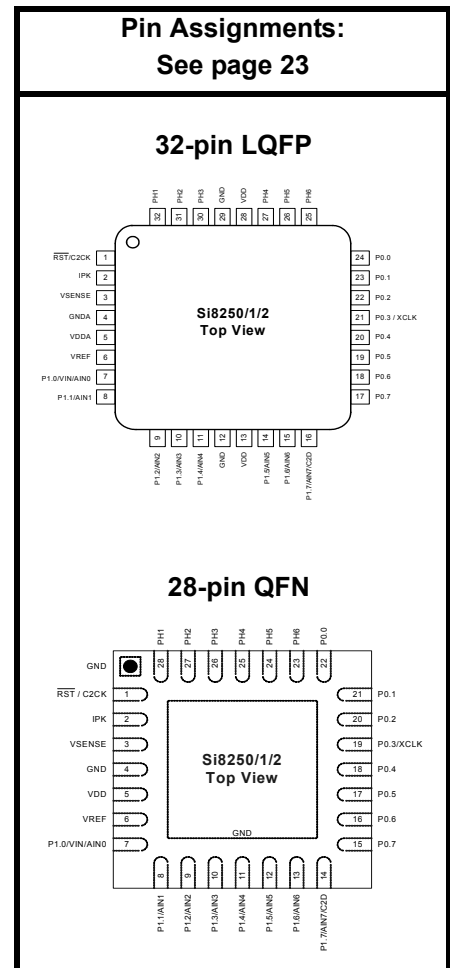 Pin Assignments:
See page 23
32-pin LQFP
PH1
PH2
PH3
GND
VDD
PH4
PH5
PH6
32
31
30
29
28
27
26
25
RST/C2CK 1
IPK 2
VSENSE 3
GNDA 4
VDDA 5
VREF 6
P1.0/VIN/AIN0 7
P1.1/AIN1 8
Si8250/1/2
Top View
24 P0.0
23 P0.1
22 P0.2
21 P0.3 / XCLK
20 P0.4
19 P0.5
18 P0.6
17 P0.7
9
10
11
12
13
14
15
16
P1.2/AIN2
P1.3/AIN3
P1.4/AIN4
GND
VDD
P1.5/AIN5
P1.6/AIN6
P1.7/AIN7/C2D
28-pin QFN
PH1
PH2
PH3
PH4
PH5
PH6
P0.0
28
27
26
25
24
23
22
GND
RST / C2CK 1
IPK 2
VSENSE 3
GND 4
VDD 5
VREF 6
P1.0/VIN/AIN0 7
Si8250/1/2
Top View
GND
21 P0.1
20 P0.2
19 P0.3/XCLK
18 P0.4
17 P0.5
16 P0.6
15 P0.7
8
9
10
11
12
13
14
P1.1/AIN1
P1.2/AIN2
P1.3/AIN3
P1.4/AIN4
P1.5/AIN5
P1.6/AIN6
P1.7/AIN7/C2D